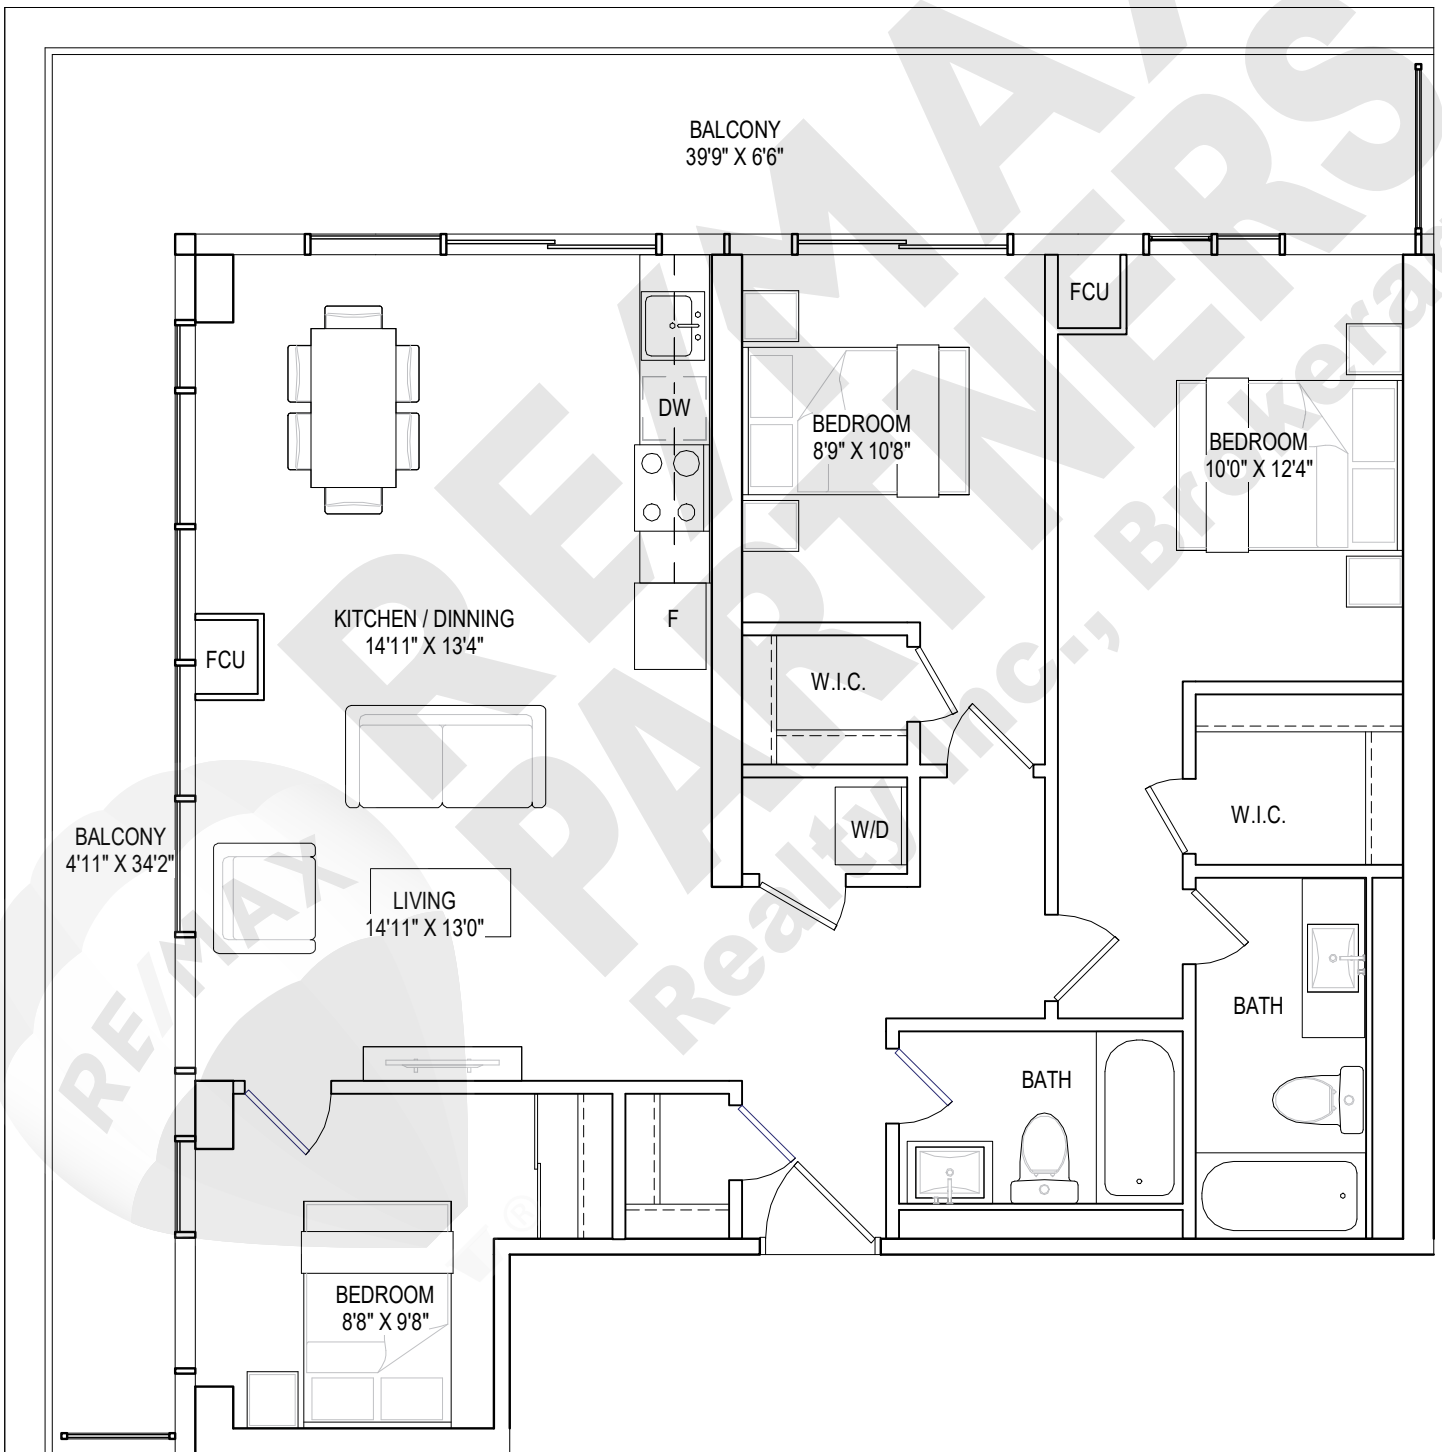 BALCONY
39'9" X 6'6"
FCU
DW
BEDROOM
8'9" X 10'8"
BEDROOM
10'0" X 12'4"
KITCHEN / DINNING
14'11" X 13'4"
F
FCU
W.I.C.
W.I.C.
W/D
BALCONY
4'11" X 34'2"
LIVING
14'11" X 13'0"
BATH
BATH
BEDROOM
8'8" X 9'8"
RE/MAX
PARTNERS
Realty Inc.,
RE/MAX
®